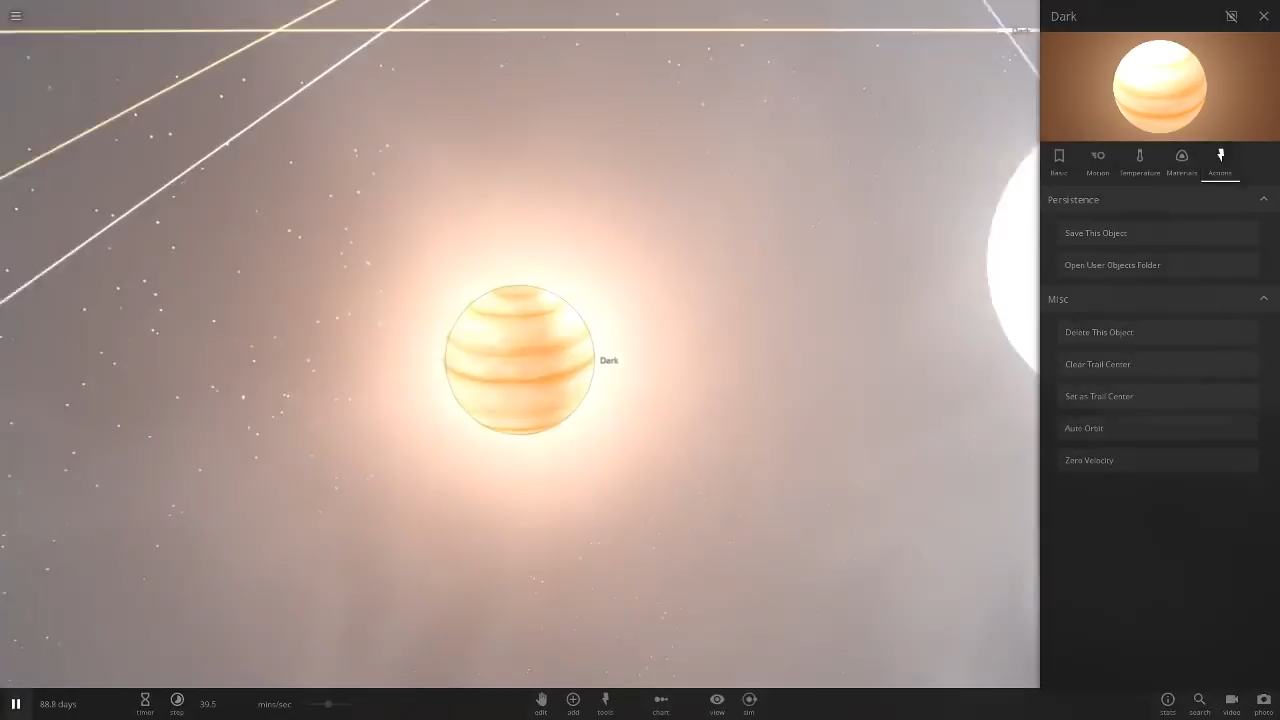 Dark
Dark
Basic
Motion
Temperature
Materials
Actions
Persistence
Save This Object
Open User Objects Folder
Misc
Delete This Object
Clear Trail Center
Set as Trail Center
Auto Orbit
Zero Velocity
Dark
88.8 days
timer
step
39.5
mins/sec
edit
add
tools
chart
view
sim
stats
search
video
photo